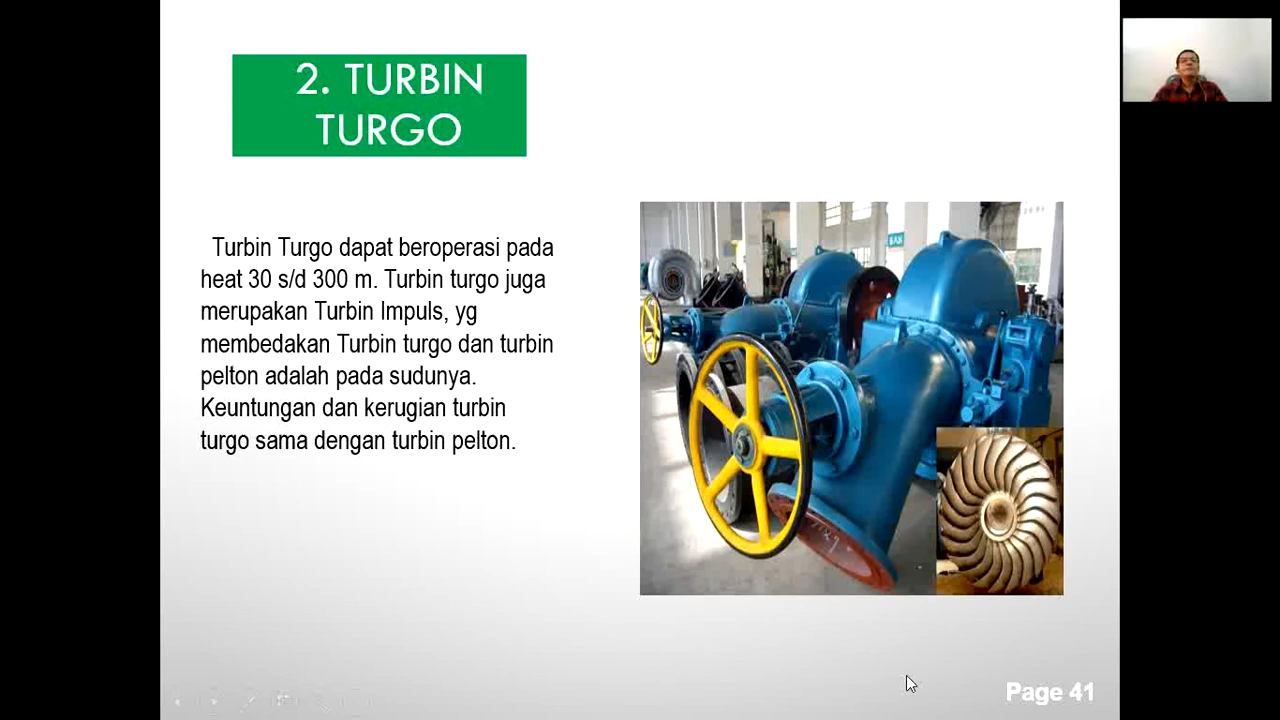 2. TURBIN
TURGO
Turbin Turgo dapat beroperasi pada
heat 30 s/d 300 m. Turbin turgo juga
merupakan Turbin Impuls, yg
membedakan Turbin turgo dan turbin
pelton adalah pada sudunya.
Keuntungan dan kerugian turbin
turgo sama dengan turbin pelton.
Page 41